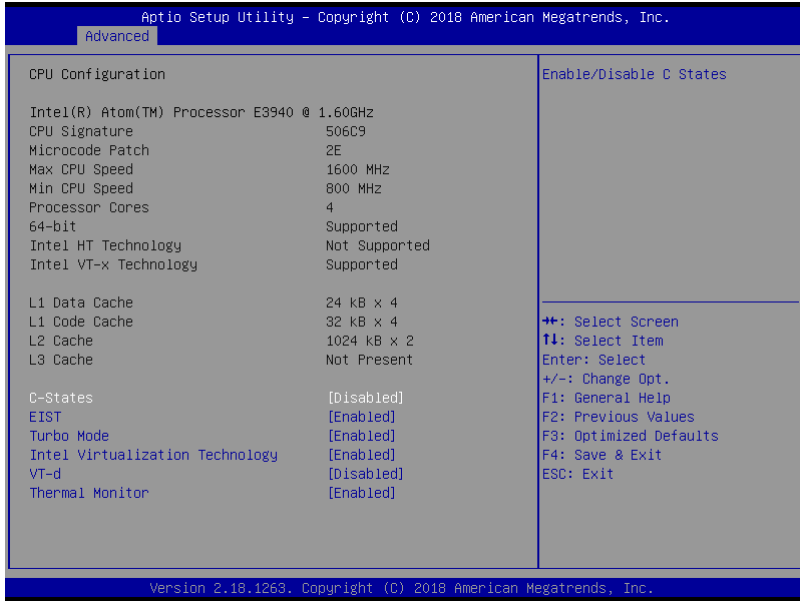 Aptio Setup Utility – Copyright (C) 2018 American Megatrends, Inc.
Advanced
CPU Configuration
Intel(R) Atom(TM) Processor E3940 @ 1.60GHz
CPU Signature 506C9
Microcode Patch 2E
Max CPU Speed 1600 MHz
Min CPU Speed 800 MHz
Processor Cores 4
64-bit Supported
Intel HT Technology Not Supported
Intel VT-x Technology Supported
L1 Data Cache 24 kB x 4
L1 Code Cache 32 kB x 4
L2 Cache 1024 kB x 2
L3 Cache Not Present
C-States [Disabled]
EIST [Enabled]
Turbo Mode [Enabled]
Intel Virtualization Technology [Enabled]
VT-d [Disabled]
Thermal Monitor [Enabled]
Enable/Disable C States
→←: Select Screen
↑↓: Select Item
Enter: Select
+/-: Change Opt.
F1: General Help
F2: Previous Values
F3: Optimized Defaults
F4: Save & Exit
ESC: Exit
Version 2.18.1263. Copyright (C) 2018 American Megatrends, Inc.